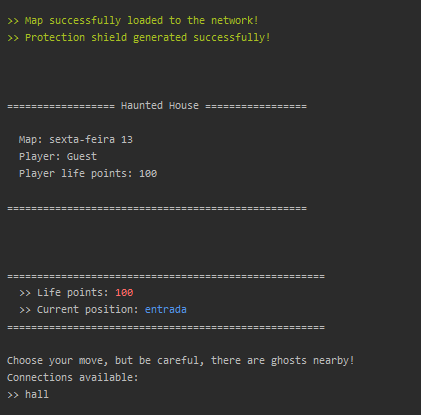 >> Map successfully loaded to the network!
>> Protection shield generated successfully!
================== Haunted House =================
Map: sexta-feira 13
Player: Guest
Player life points: 100
==================================================
=====================================================
>> Life points: 100
>> Current position: entrada
=====================================================
Choose your move, but be careful, there are ghosts nearby!
Connections available:
>> hall